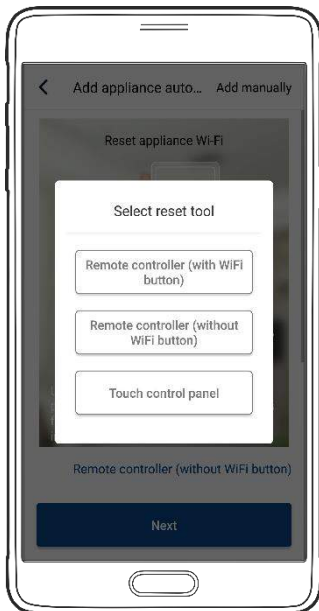 Add appliance auto... Add manually
Reset appliance Wi-Fi
Select reset tool
Remote controller (with WiFi
button)
Remote controller (without
WiFi button)
Touch control panel
Remote controller (without WiFi button)
Next